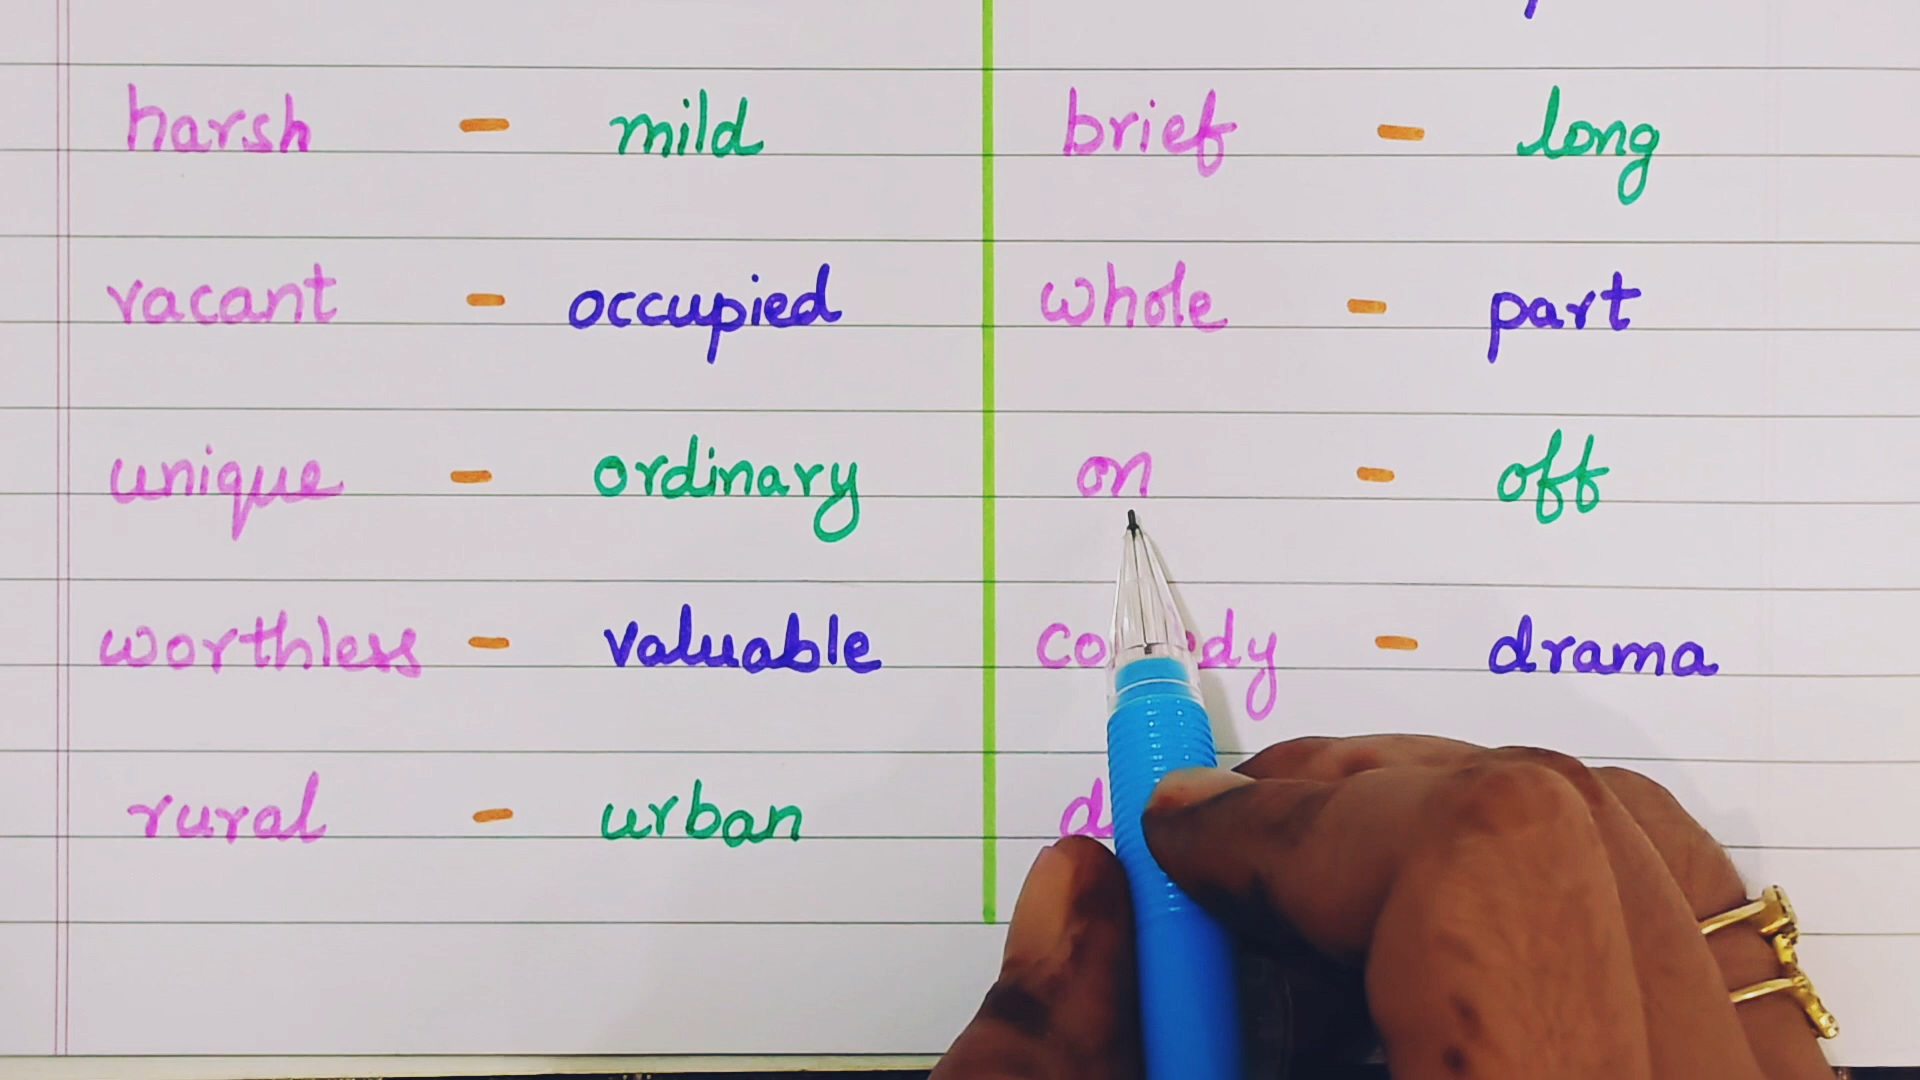 harsh - mild
vacant - occupied
unique - ordinary
worthless - valuable
rural - urban
brief - long
whole - part
on - off
- drama